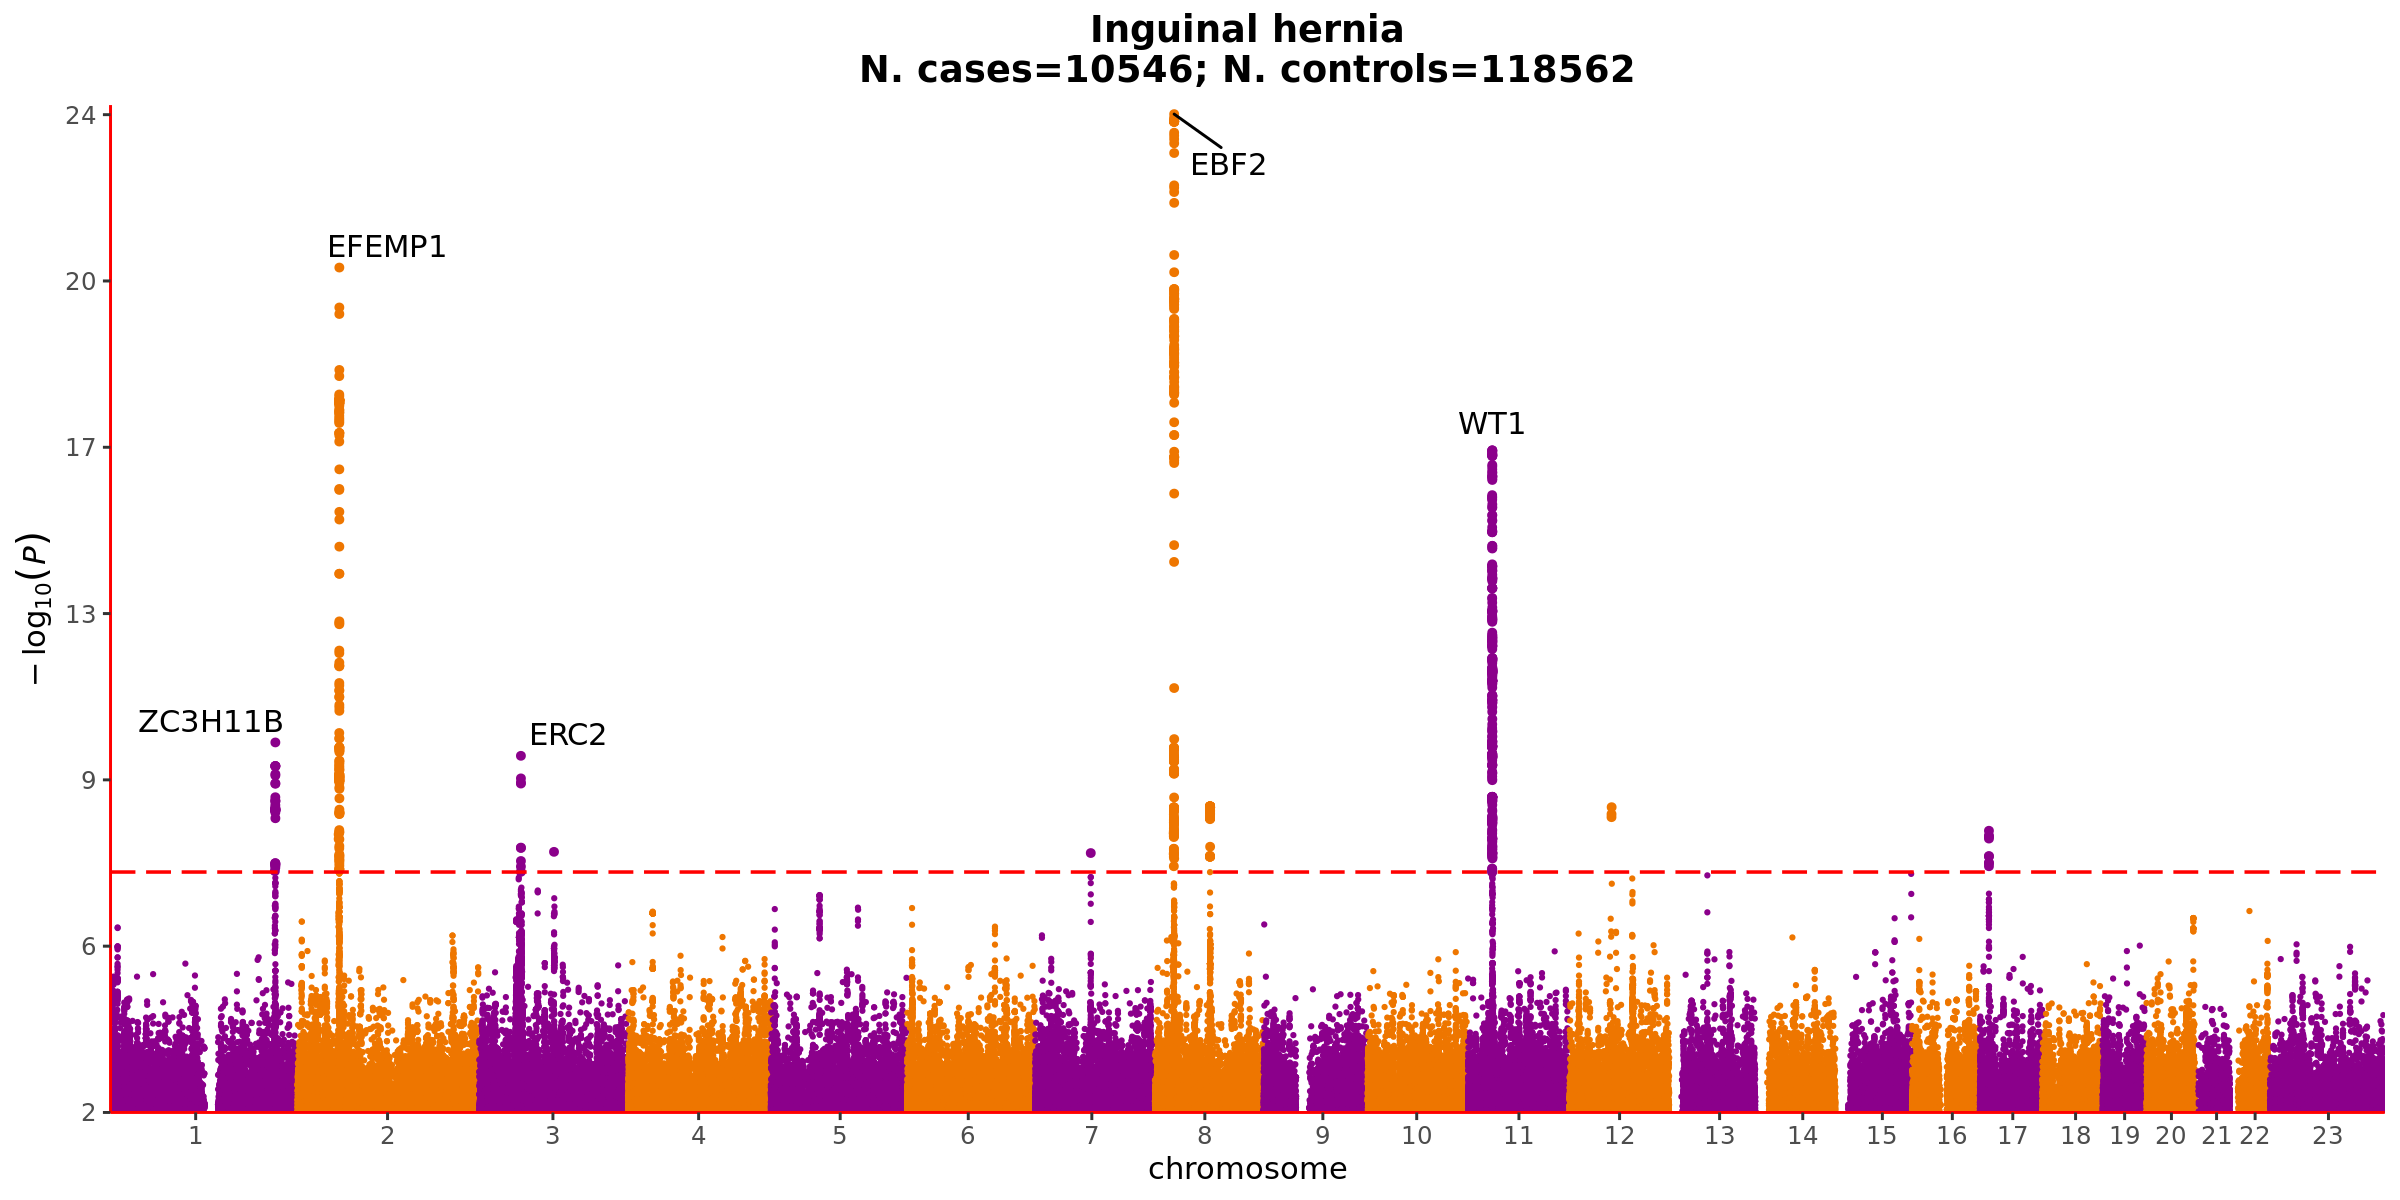 Inguinal hernia
N. cases=10546; N. controls=118562
24
EBF2
EFEMP1
20
WT1
17
−log₁₀(P)
13
ZC3H11B
ERC2
9
6
2
1 2 3 4 5 6 7 8 9 10 11 12 13 14 15 16 17 18 19 20 21 22 23
chromosome